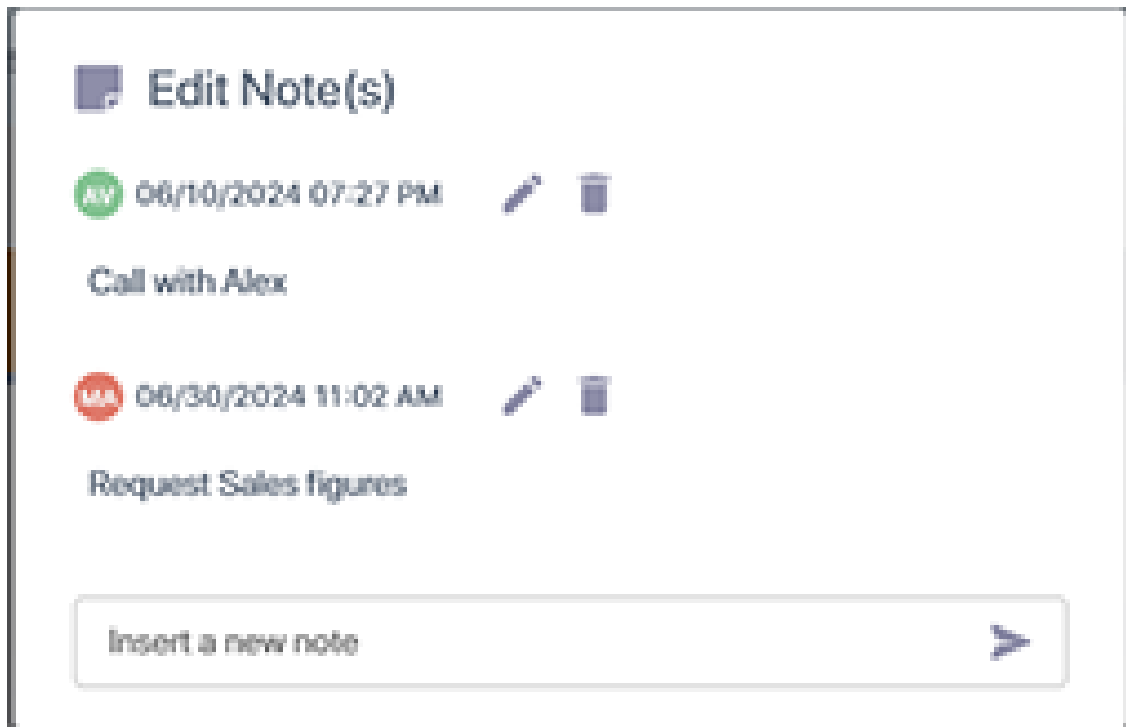 Edit Note(s)
AV 06/10/2024 07:27 PM
Call with Alex
MA 06/30/2024 11:02 AM
Request Sales figures
Insert a new note